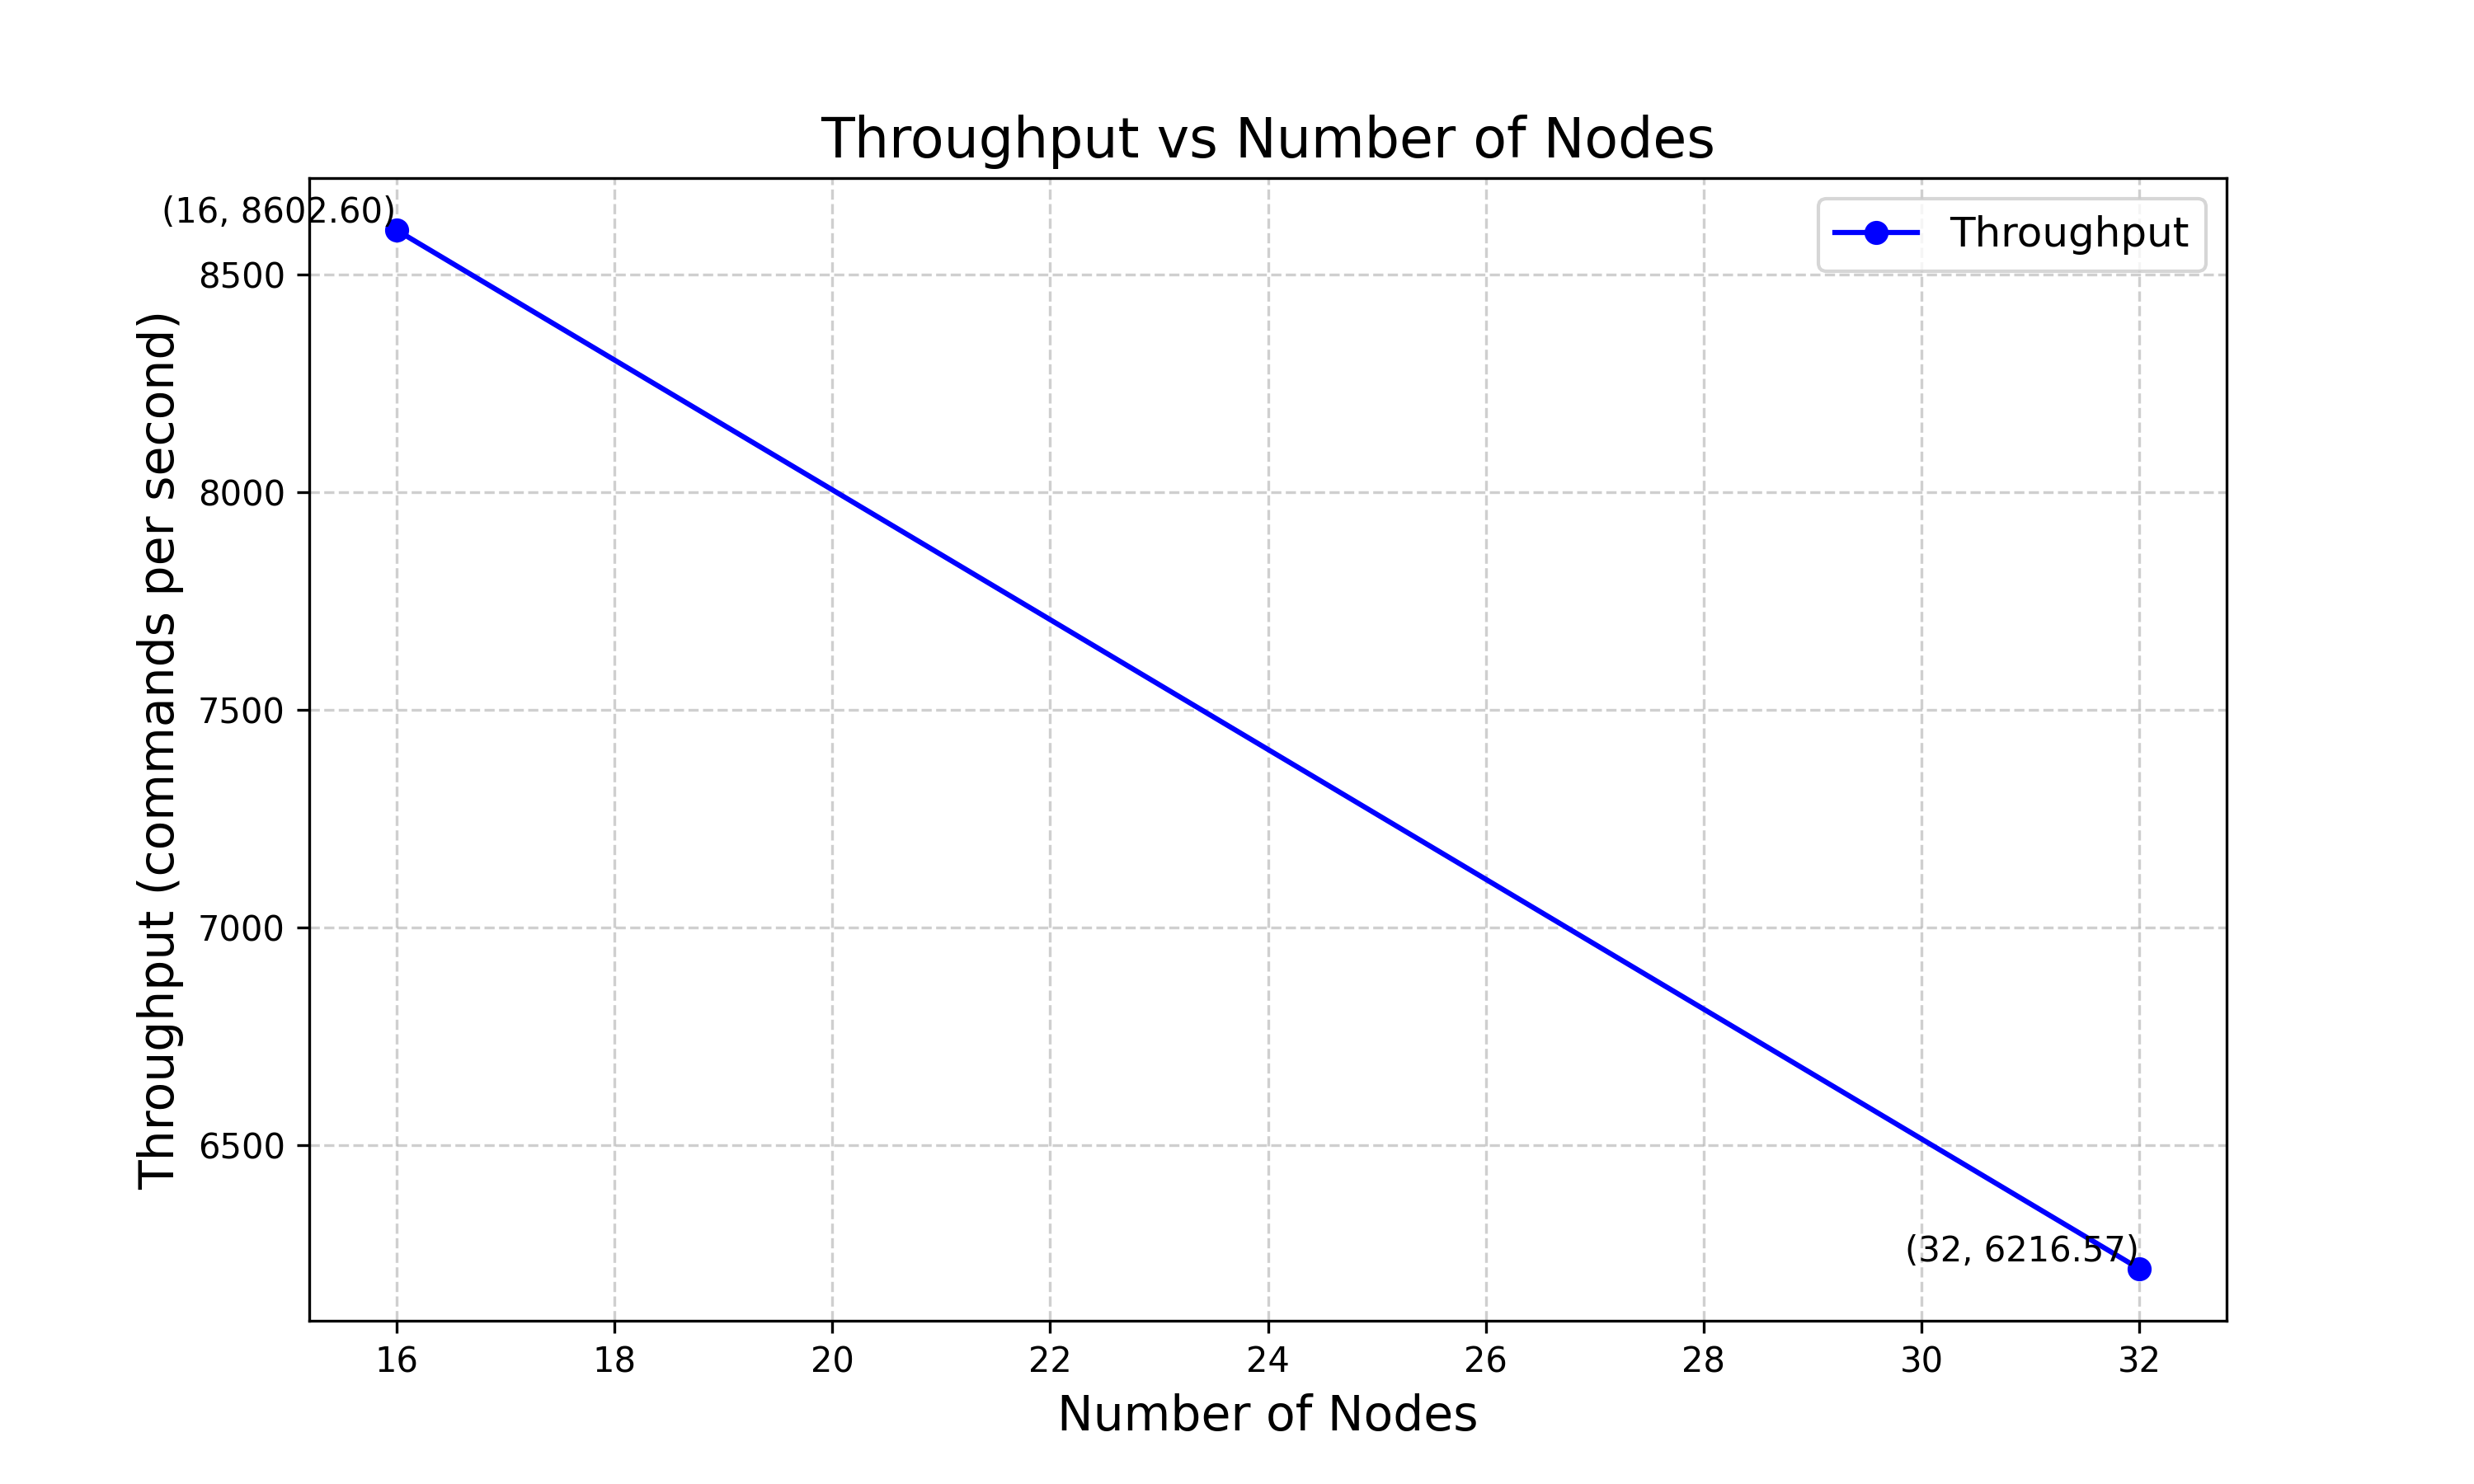 Throughput vs Number of Nodes
(16, 8602.60)
Throughput
8500
8000
7500
7000
6500
Throughput (commands per second)
(32, 6216.57)
16 18 20 22 24 26 28 30 32
Number of Nodes